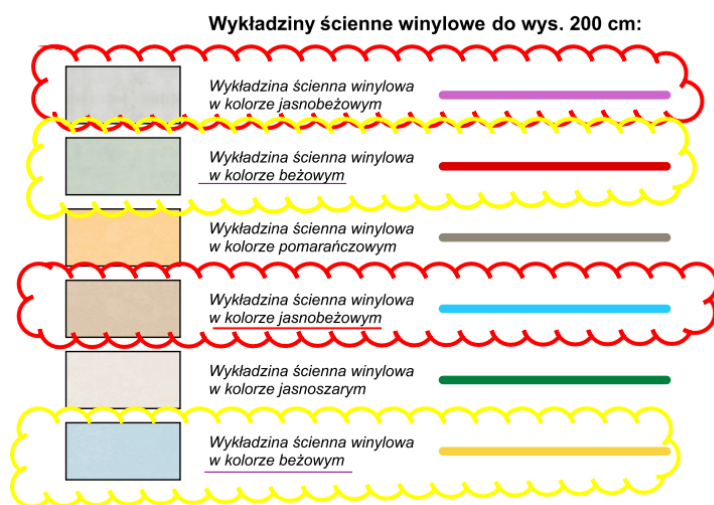 Wykładziny ścienne winylowe do wys. 200 cm:
Wykładzina ścienna winylowa
w kolorze jasnobeżowym
Wykładzina ścienna winylowa
w kolorze beżowym
Wykładzina ścienna winylowa
w kolorze pomarańczowym
Wykładzina ścienna winylowa
w kolorze jasnobeżowym
Wykładzina ścienna winylowa
w kolorze jasnoszarym
Wykładzina ścienna winylowa
w kolorze beżowym